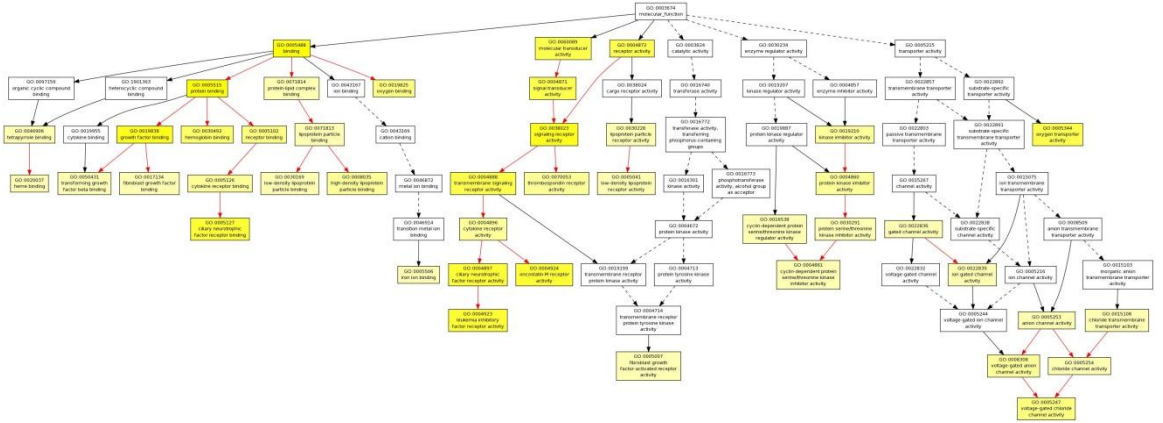 GO:0003674
molecular_function
GO:0005488
binding
GO:0060089
molecular transducer
activity
GO:0004872
receptor activity
GO:0003824
catalytic activity
GO:0030234
enzyme regulator activity
GO:0005215
transporter activity
GO:0097159
organic cyclic compound
binding
GO:1901363
heterocyclic compound
binding
GO:0005515
protein binding
GO:0071814
protein-lipid complex
binding
GO:0043167
ion binding
GO:0019825
oxygen binding
GO:0004871
signal transducer
activity
GO:0038024
cargo receptor activity
GO:0016740
transferase activity
GO:0019207
kinase regulator activity
GO:0004857
enzyme inhibitor activity
GO:0022857
transmembrane transporter
activity
GO:0022892
substrate-specific
transporter activity
GO:0046906
tetrapyrrole binding
GO:0019955
cytokine binding
GO:0019838
growth factor binding
GO:0030492
hemoglobin binding
GO:0005102
receptor binding
GO:0071813
lipoprotein particle
binding
GO:0043169
cation binding
GO:0038023
signaling receptor
activity
GO:0030228
lipoprotein particle
receptor activity
GO:0016772
transferase activity,
transferring
phosphorus-containing
groups
GO:0019887
protein kinase regulator
activity
GO:0019210
kinase inhibitor activity
GO:0022803
passive transmembrane
transporter activity
GO:0022891
substrate-specific
transmembrane transporter
activity
GO:0005344
oxygen transporter
activity
GO:0020037
heme binding
GO:0050431
transforming growth
factor beta binding
GO:0017134
fibroblast growth factor
binding
GO:0005126
cytokine receptor binding
GO:0030169
low-density lipoprotein
particle binding
GO:0008035
high-density lipoprotein
particle binding
GO:0046872
metal ion binding
GO:0004888
transmembrane signaling
receptor activity
GO:0070053
thrombospondin receptor
activity
GO:0005041
low-density lipoprotein
receptor activity
GO:0016301
kinase activity
GO:0016773
phosphotransferase
activity, alcohol group
as acceptor
GO:0004860
protein kinase inhibitor
activity
GO:0015267
channel activity
GO:0015075
ion transmembrane
transporter activity
GO:0005127
ciliary neurotrophic
factor receptor binding
GO:0046914
transition metal ion
binding
GO:0004896
cytokine receptor
activity
GO:0004672
protein kinase activity
GO:0016538
cyclin-dependent protein
serine/threonine kinase
regulator activity
GO:0030291
protein serine/threonine
kinase inhibitor activity
GO:0022836
gated channel activity
GO:0022838
substrate-specific
channel activity
GO:0008509
anion transmembrane
transporter activity
GO:0005506
iron ion binding
GO:0004897
ciliary neurotrophic
factor receptor activity
GO:0004924
oncostatin-M receptor
activity
GO:0019199
transmembrane receptor
protein kinase activity
GO:0004713
protein tyrosine kinase
activity
GO:0004861
cyclin-dependent protein
serine/threonine kinase
inhibitor activity
GO:0022832
voltage-gated channel
activity
GO:0022839
ion gated channel
activity
GO:0005216
ion channel activity
GO:0015103
inorganic anion
transmembrane transporter
activity
GO:0004923
leukemia inhibitory
factor receptor activity
GO:0004714
transmembrane receptor
protein tyrosine kinase
activity
GO:0005244
voltage-gated ion channel
activity
GO:0005253
anion channel activity
GO:0015108
chloride transmembrane
transporter activity
GO:0005007
fibroblast growth
factor-activated receptor
activity
GO:0008308
voltage-gated anion
channel activity
GO:0005254
chloride channel activity
GO:0005247
voltage-gated chloride
channel activity